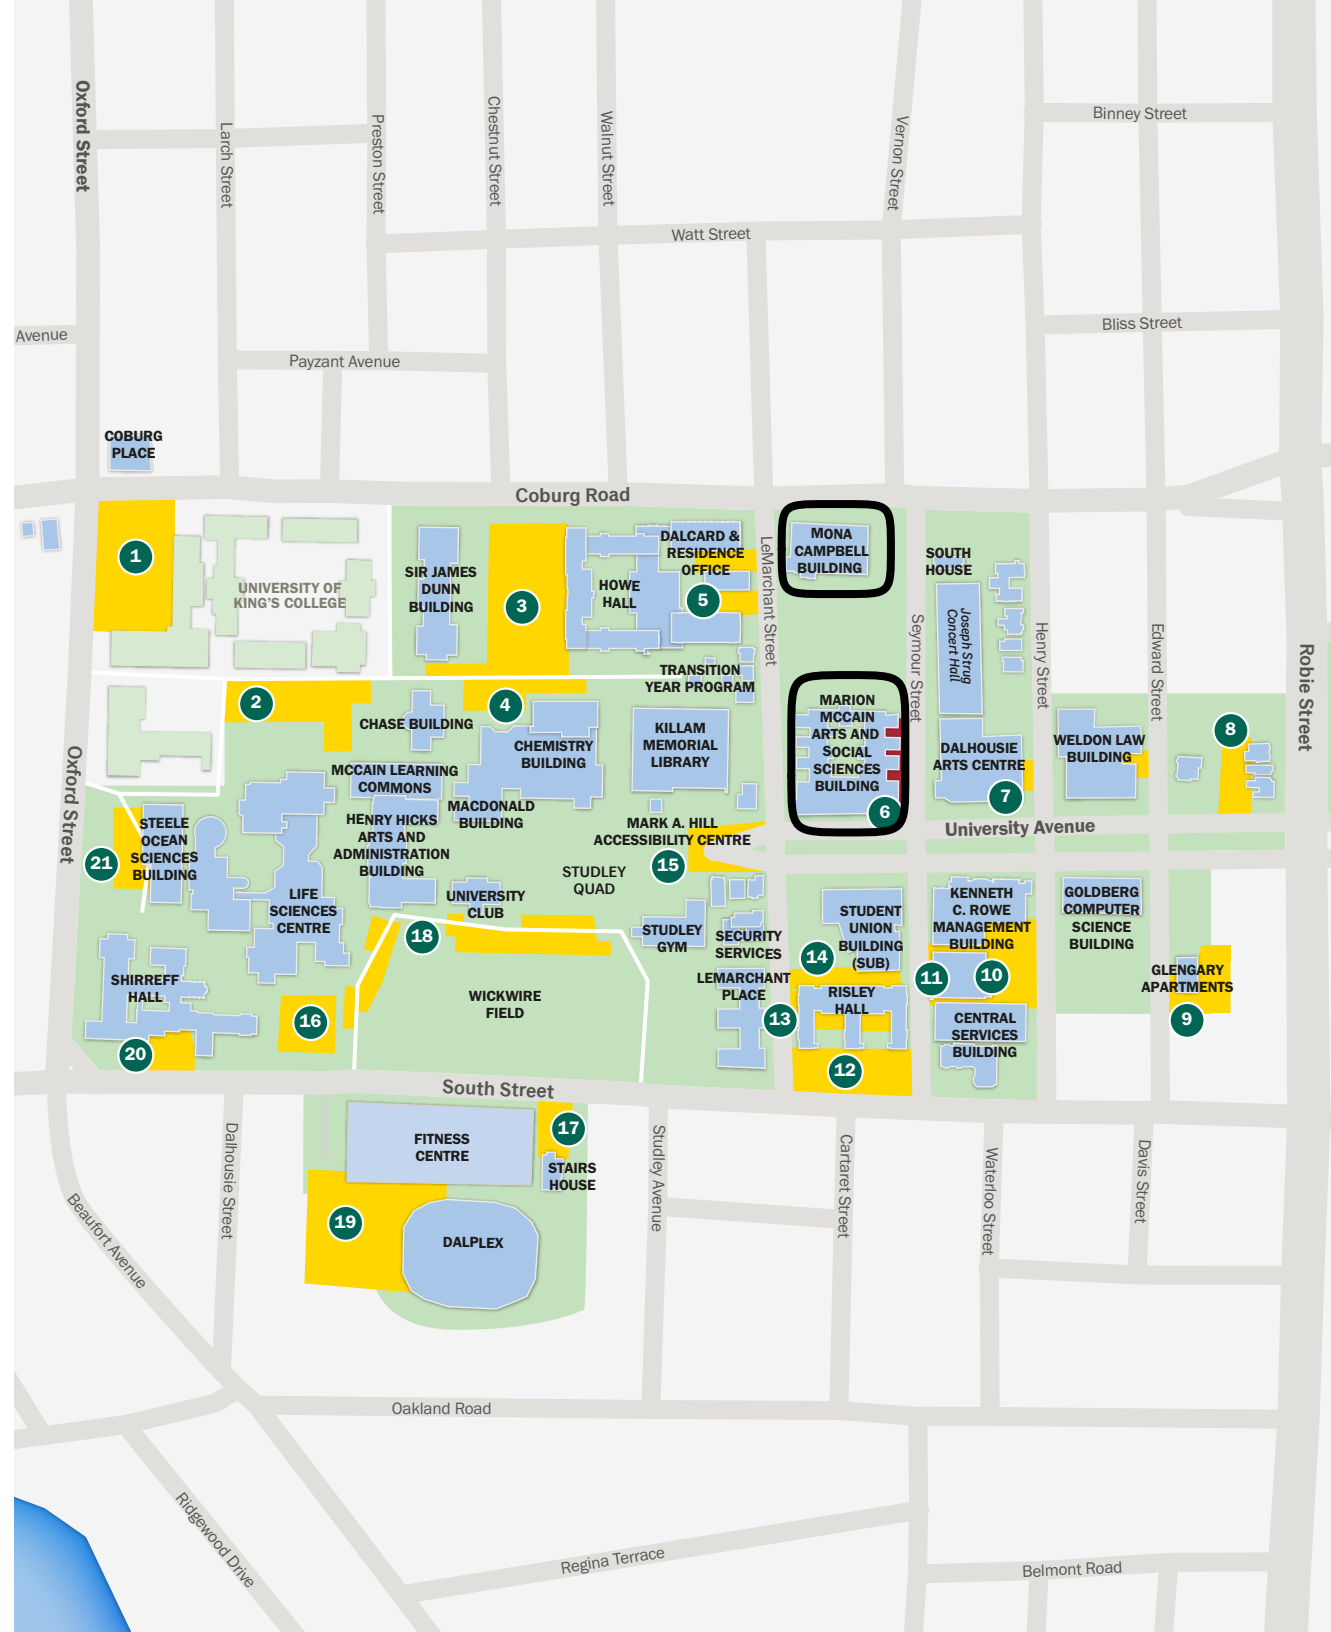 Oxford Street
Larch Street
Preston Street
Chestnut Street
Walnut Street
Vernon Street
Binney Street
Watt Street
Avenue
Payzant Avenue
Bliss Street
COBURG
PLACE
Coburg Road
1
UNIVERSITY OF
KING'S COLLEGE
SIR JAMES
DUNN
BUILDING
3
HOWE
HALL
DALCARD &
RESIDENCE
OFFICE
5
LeMarchant Street
MONA
CAMPBELL
BUILDING
SOUTH
HOUSE
Joseph Strug
Concert Hall
Seymour Street
Henry Street
Edward Street
Robie Street
TRANSITION
YEAR PROGRAM
2
4
CHASE BUILDING
CHEMISTRY
BUILDING
KILLAM
MEMORIAL
LIBRARY
MARION
MCCAIN
ARTS AND
SOCIAL
SCIENCES
BUILDING
6
DALHOUSIE
ARTS CENTRE
7
WELDON LAW
BUILDING
8
Oxford Street
MCCAIN LEARNING
COMMONS
MACDONALD
BUILDING
HENRY HICKS
ARTS AND
ADMINISTRATION
BUILDING
MARK A. HILL
ACCESSIBILITY CENTRE
15
University Avenue
STEELE
OCEAN
SCIENCES
BUILDING
21
STUDLEY
QUAD
LIFE
SCIENCES
CENTRE
UNIVERSITY
CLUB
18
STUDLEY
GYM
SECURITY
SERVICES
STUDENT
UNION
BUILDING
(SUB)
14
KENNETH
C. ROWE
MANAGEMENT
BUILDING
11
10
GOLDBERG
COMPUTER
SCIENCE
BUILDING
GLENGARY
APARTMENTS
9
SHIRREFF
HALL
20
16
WICKWIRE
FIELD
LEMARCHANT
PLACE
13
RISLEY
HALL
12
CENTRAL
SERVICES
BUILDING
South Street
FITNESS
CENTRE
17
STAIRS
HOUSE
19
DALPLEX
Dalhousie Street
Beaufort Avenue
Studley Avenue
Cartaret Street
Waterloo Street
Davis Street
Oakland Road
Ridgewood Drive
Regina Terrace
Belmont Road